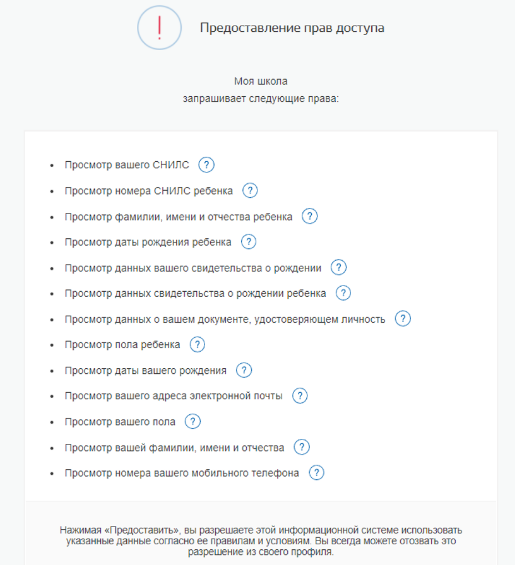 Предоставление прав доступа
Моя школа
запрашивает следующие права:
• Просмотр вашего СНИЛС ?
• Просмотр номера СНИЛС ребенка ?
• Просмотр фамилии, имени и отчества ребенка ?
• Просмотр даты рождения ребенка ?
• Просмотр данных вашего свидетельства о рождении ?
• Просмотр данных свидетельства о рождении ребенка ?
• Просмотр данных о вашем документе, удостоверяющем личность ?
• Просмотр пола ребенка ?
• Просмотр даты вашего рождения ?
• Просмотр вашего адреса электронной почты ?
• Просмотр вашего пола ?
• Просмотр вашей фамилии, имени и отчества ?
• Просмотр номера вашего мобильного телефона ?
Нажимая «Предоставить», вы разрешаете этой информационной системе использовать
указанные данные согласно ее правилам и условиям. Вы всегда можете отозвать это
разрешение из своего профиля.